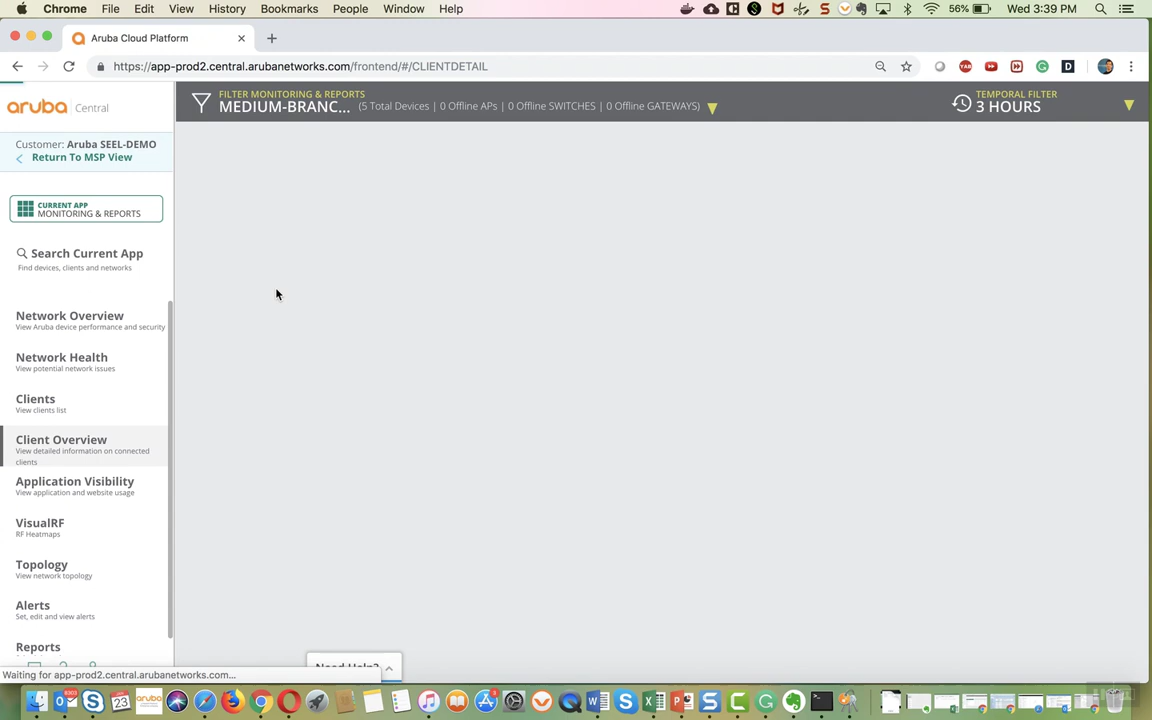 Chrome File Edit View History Bookmarks People Window Help
56% Wed 3:39 PM
Aruba Cloud Platform
https://app-prod2.central.arubanetworks.com/frontend/#/CLIENTDETAIL
aruba Central
FILTER MONITORING & REPORTS
MEDIUM-BRANC... (5 Total Devices | 0 Offline APs | 0 Offline SWITCHES | 0 Offline GATEWAYS)
TEMPORAL FILTER
3 HOURS
Customer: Aruba SEEL-DEMO
Return To MSP View
CURRENT APP
MONITORING & REPORTS
Search Current App
Find devices, clients and networks
Network Overview
View Aruba device performance and security
Network Health
View potential network issues
Clients
View clients list
Client Overview
View detailed information on connected
clients
Application Visibility
View application and website usage
VisualRF
RF Heatmaps
Topology
View network topology
Alerts
Set, edit and view alerts
Reports
Need Help?
Waiting for app-prod2.central.arubanetworks.com...